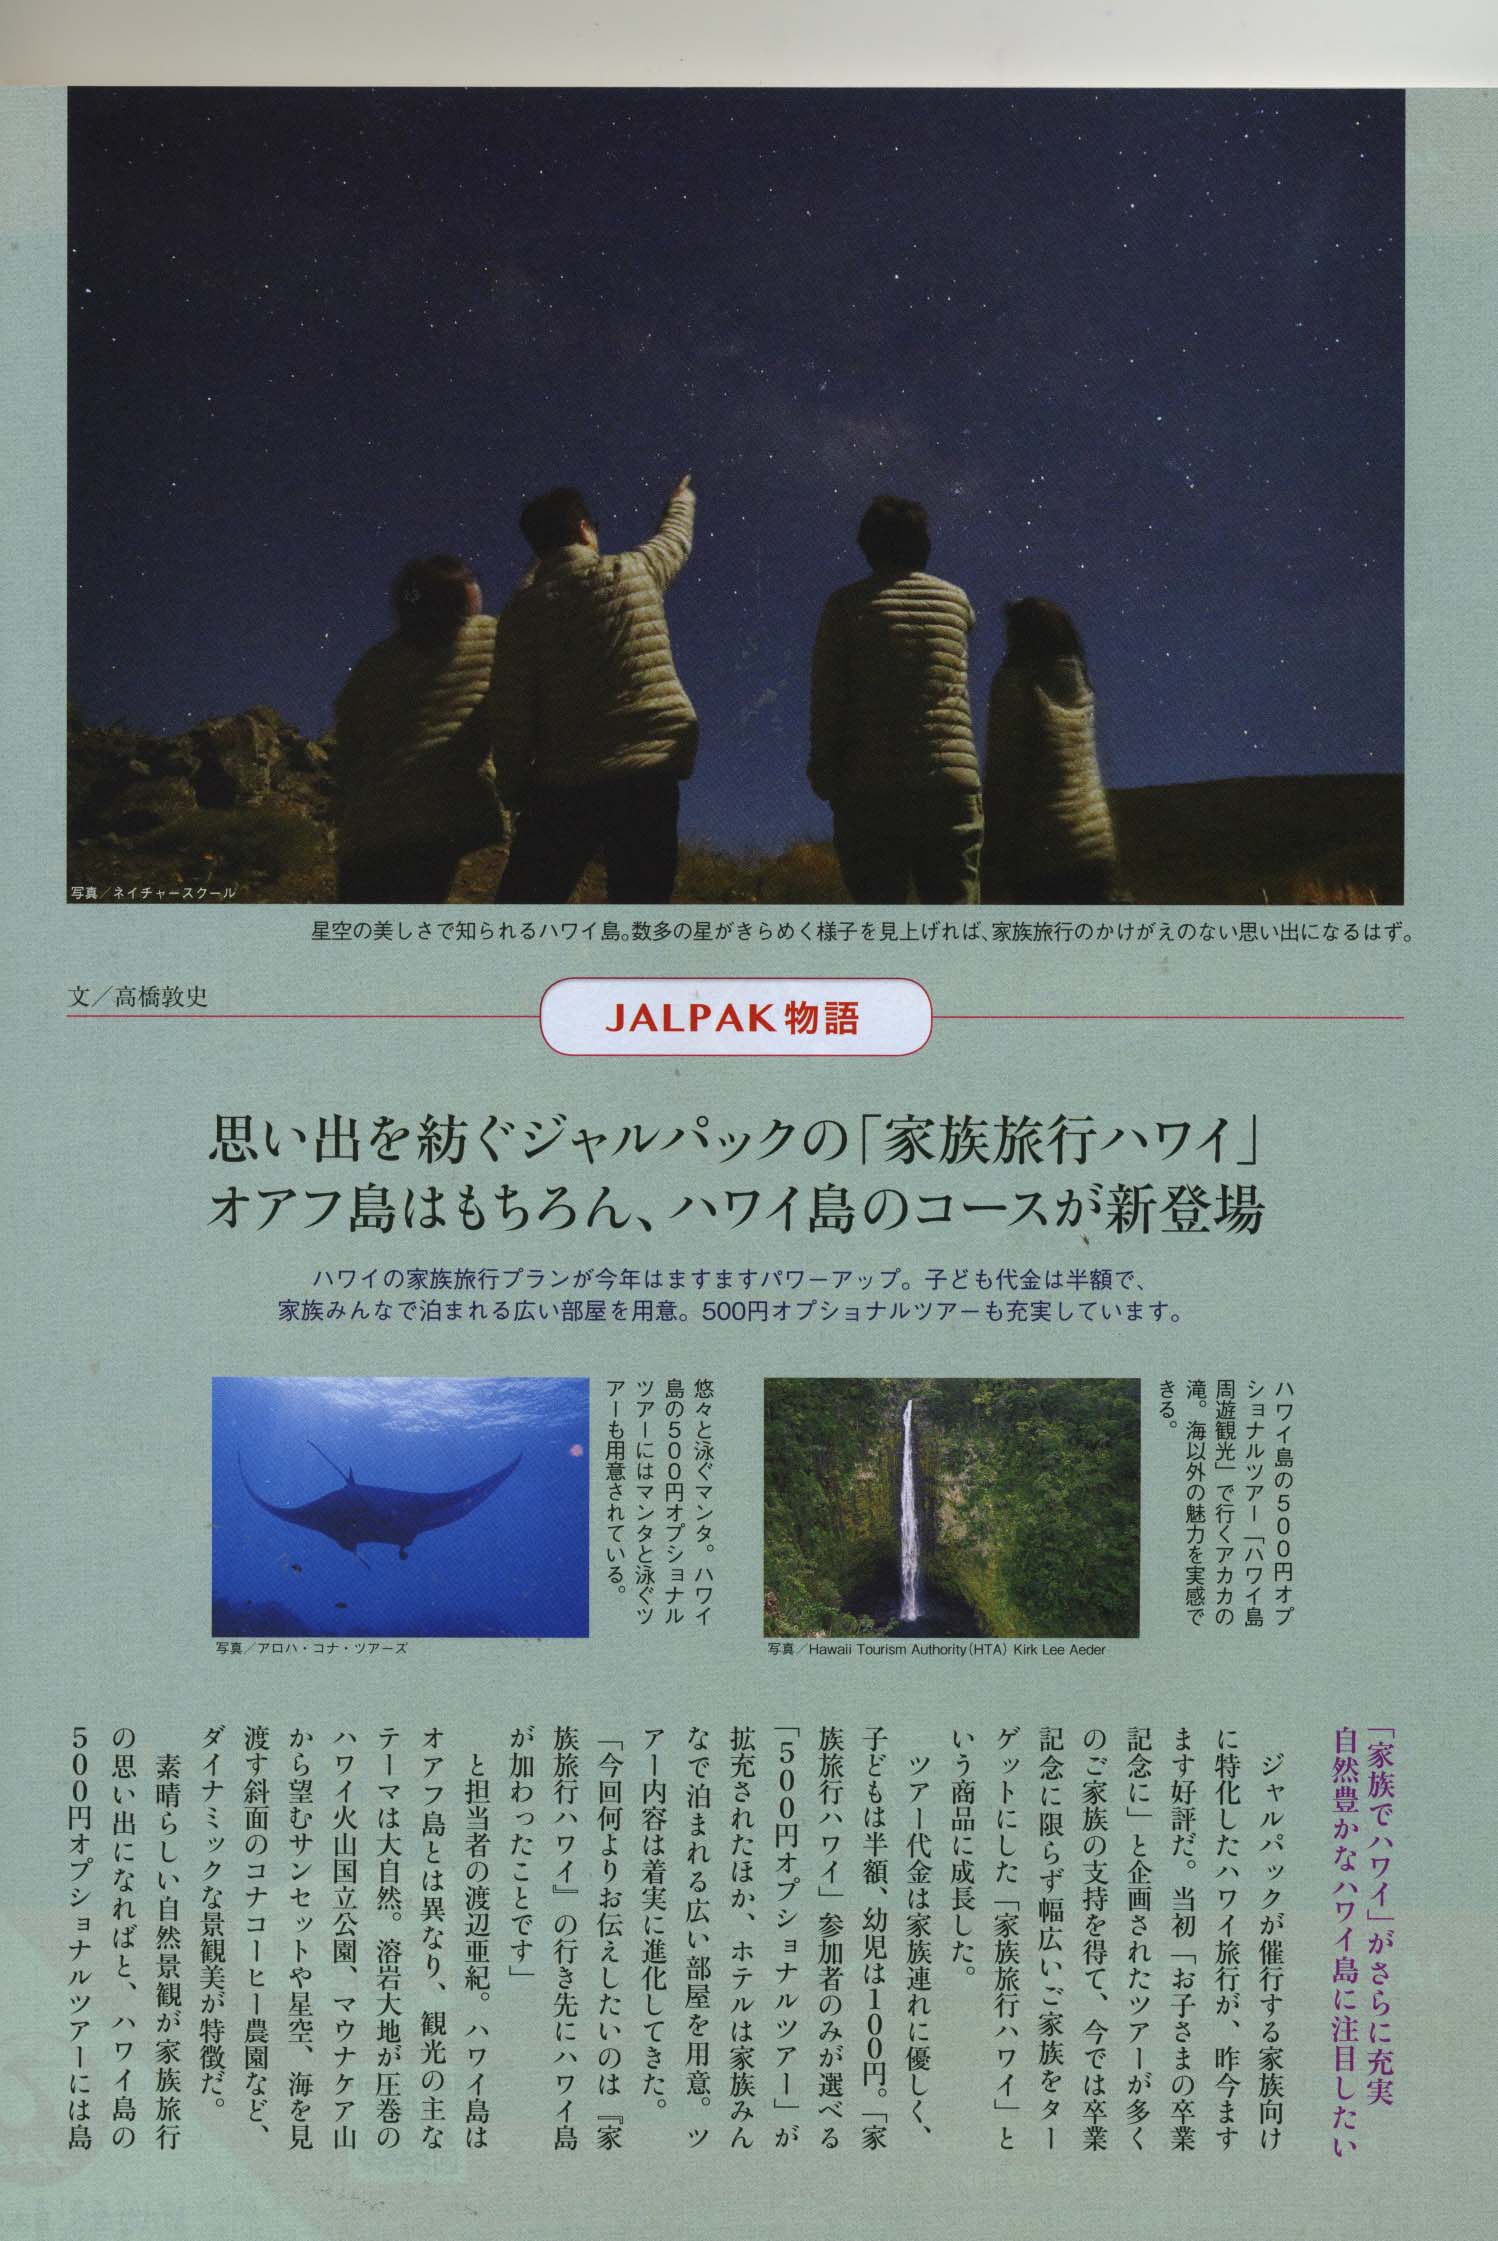 写真／ネイチャースクール
星空の美しさで知られるハワイ島。数多の星がきらめく様子を見上げれば、家族旅行のかけがえのない思い出になるはず。
文／高橋敦史
JALPAK物語
思い出を紡ぐジャルパックの「家族旅行ハワイ」
オアフ島はもちろん、ハワイ島のコースが新登場
ハワイの家族旅行プランが今年はますますパワーアップ。子ども代金は半額で、
家族みんなで泊まれる広い部屋を用意。500円オプショナルツアーも充実しています。
ハワイ島の500円オプ
ショナルツアー「ハワイ島
周遊観光」で行くアカカの
滝。海以外の魅力を実感で
きる。
写真／Hawaii Tourism Authority（HTA） Kirk Lee Aeder
悠々と泳ぐマンタ。ハワイ
島の500円オプショナル
ツアーにはマンタと泳ぐツ
アーも用意されている。
写真／アロハ・コナ・ツアーズ
「家族でハワイ」がさらに充実
自然豊かなハワイ島に注目したい
ジャルパックが催行する家族向け
に特化したハワイ旅行が、昨今ます
ます好評だ。当初「お子さまの卒業
記念に」と企画されたツアーが多く
のご家族の支持を得て、今では卒業
記念に限らず幅広いご家族をター
ゲットにした「家族旅行ハワイ」と
いう商品に成長した。
ツアー代金は家族連れに優しく、
子どもは半額、幼児は100円。「家
族旅行ハワイ」参加者のみが選べる
「500円オプショナルツアー」が
拡充されたほか、ホテルは家族みん
なで泊まれる広い部屋を用意。ツ
アー内容は着実に進化してきた。
「今回何よりお伝えしたいのは『家
族旅行ハワイ』の行き先にハワイ島
が加わったことです」
と担当者の渡辺亜紀。ハワイ島は
オアフ島とは異なり、観光の主な
テーマは大自然。溶岩大地が圧巻の
ハワイ火山国立公園、マウナケア山
から望むサンセットや星空、海を見
渡す斜面のコナコーヒー農園など、
ダイナミックな景観美が特徴だ。
素晴らしい自然景観が家族旅行
の思い出になればと、ハワイ島の
500円オプショナルツアーには島